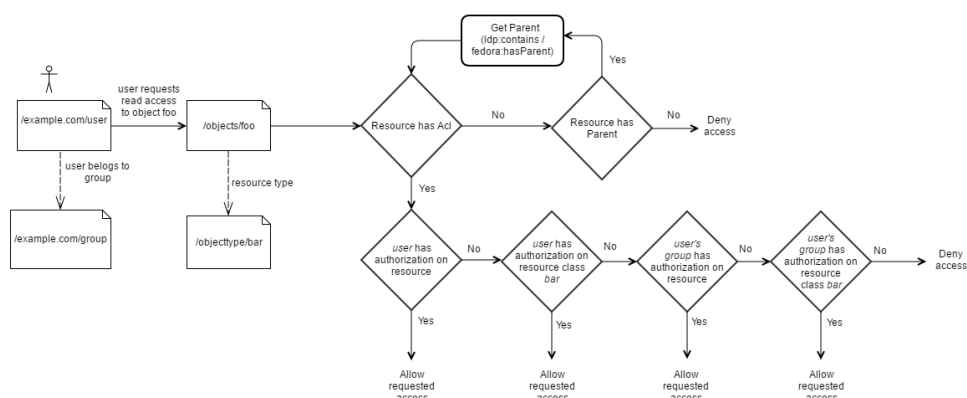 Get Parent
(ldp:contains /
fedora:hasParent)
Yes
user requests
read access
to object foo
/example.com/user
/objects/foo
Resource has Acl
No
Resource has
Parent
No
Deny
access
user belogs to
group
resource type
Yes
/example.com/group
/objecttype/bar
user has
authorization on
resource
No
user has
authorization on
resource class
bar
No
user's
group has
authorization on
resource
No
user's
group has
authorization on
resource
class bar
No
Deny
access
Yes
Yes
Yes
Yes
Allow
requested
access
Allow
requested
access
Allow
requested
access
Allow
requested
access